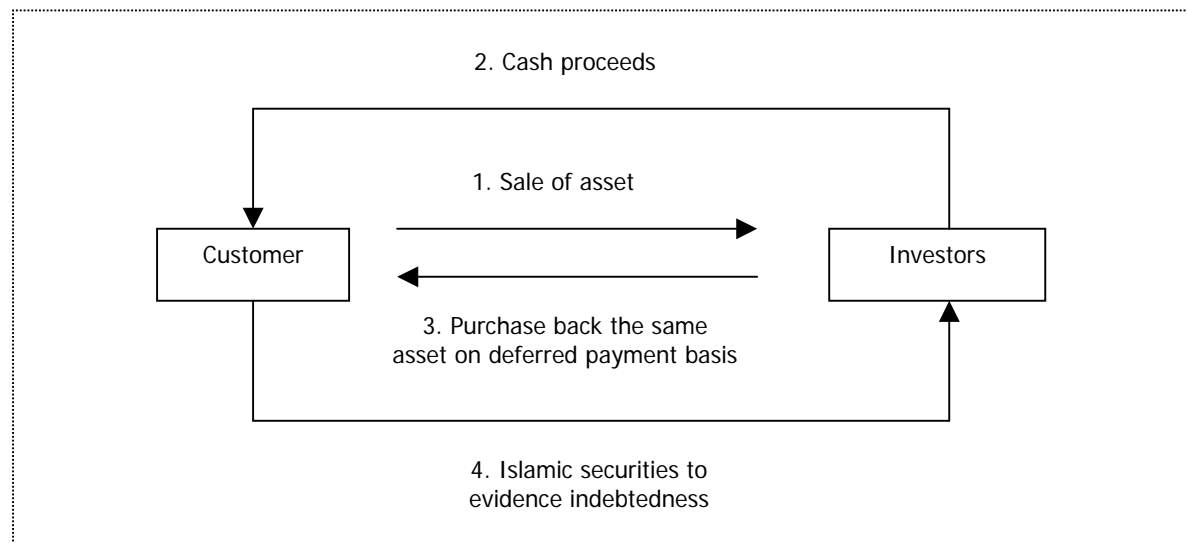 2. Cash proceeds
1. Sale of asset
Customer
Investors
3. Purchase back the same
asset on deferred payment basis
4. Islamic securities to
evidence indebtedness